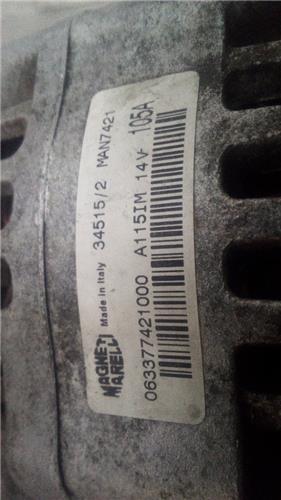 MAGNETI MARELLI Made in Italy 34515/2 MAN7421
063377421000 A115IM 14V- 105A